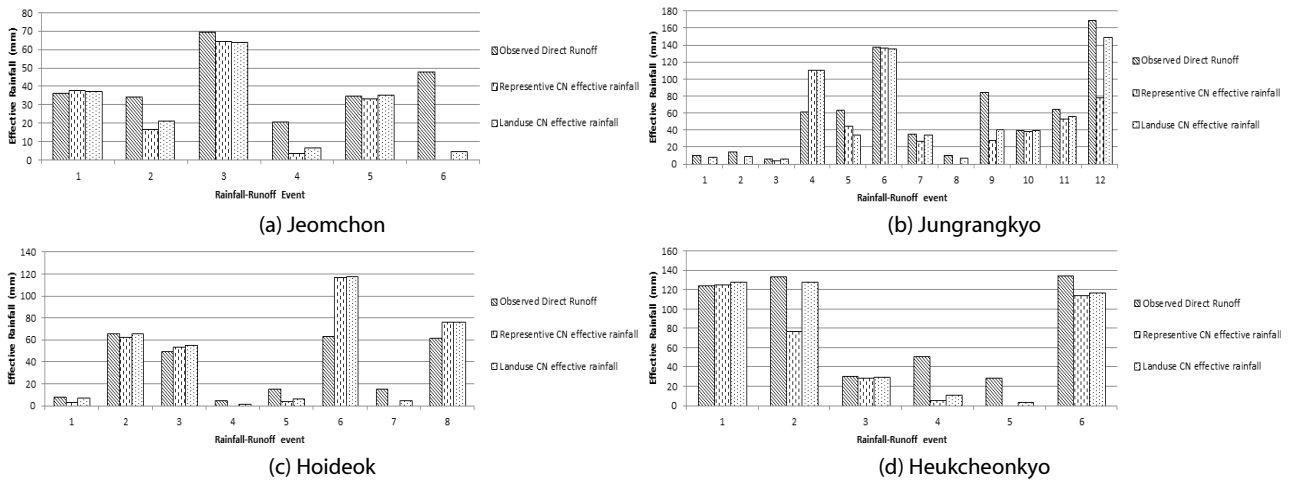 Effective Rainfall (mm)
80
70
60
50
40
30
20
10
0
1 2 3 4 5 6
Rainfall-Runoff Event
Observed Direct Runoff
Representive CN effective rainfall
Landuse CN effective rainfall
(a) Jeomchon
Effective Rainfall (mm)
180
160
140
120
100
80
60
40
20
0
1 2 3 4 5 6 7 8 9 10 11 12
Rainfall-Runoff event
Observed Direct Runoff
Representive CN effective rainfall
Landuse CN effective rainfall
(b) Jungrangkyo
Effective Rainfall (mm)
140
120
100
80
60
40
20
0
1 2 3 4 5 6 7 8
Rainfall-Runoff event
Observed Direct Runoff
Representive CN effective rainfall
Landuse CN effective rainfall
(c) Hoideok
Effective Rainfall (mm)
160
140
120
100
80
60
40
20
0
1 2 3 4 5 6
Rainfall-Runoff event
Observed Direct Runoff
Representive CN effective rainfall
Landuse CN effective rainfall
(d) Heukcheonkyo